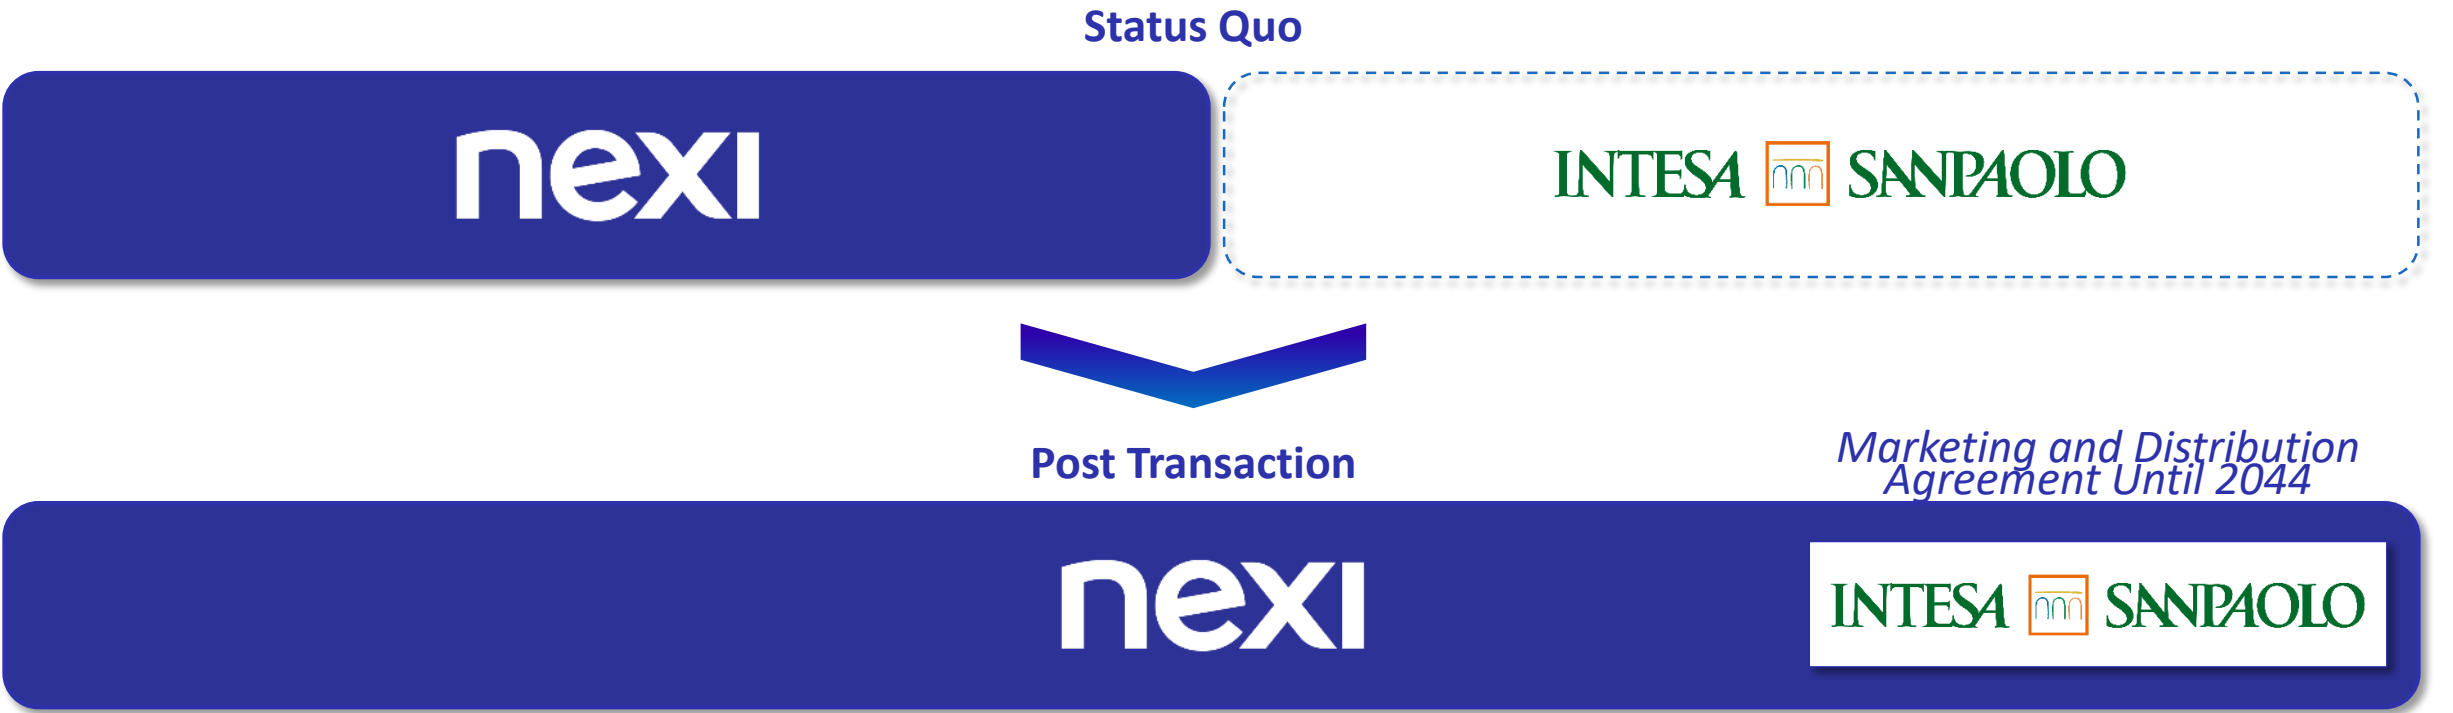 Status Quo
nexi
INTESA SANPAOLO
Post Transaction
Marketing and Distribution
Agreement Until 2044
nexi
INTESA SANPAOLO